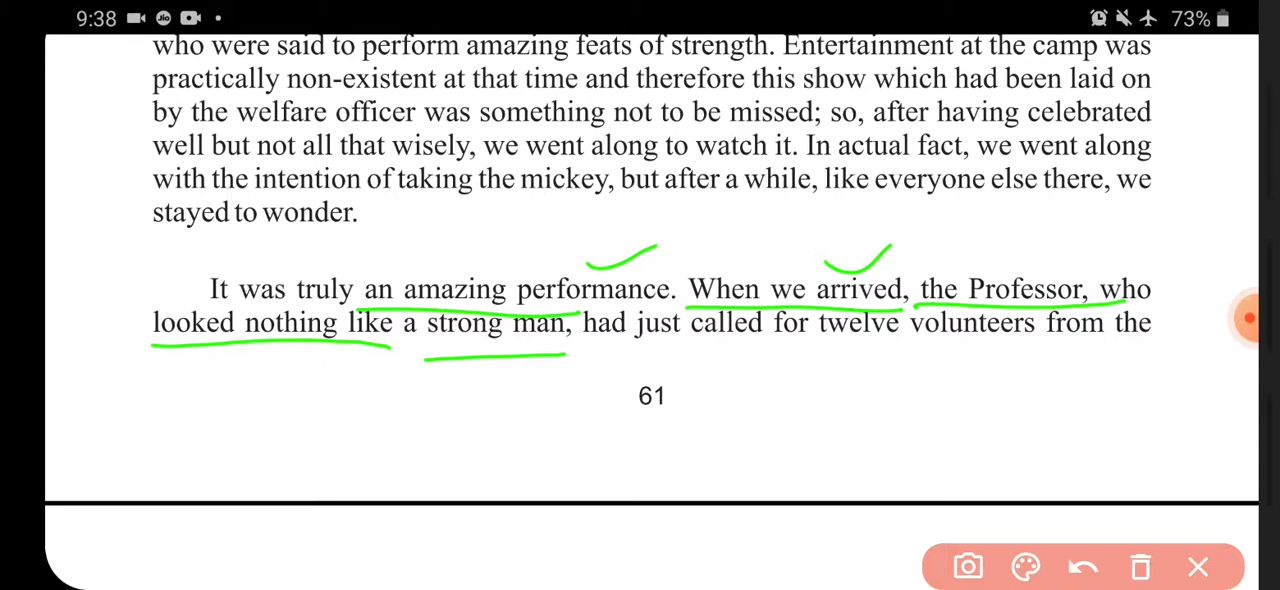 9:38 Jio 73%
who were said to perform amazing feats of strength. Entertainment at the camp was
practically non-existent at that time and therefore this show which had been laid on
by the welfare officer was something not to be missed; so, after having celebrated
well but not all that wisely, we went along to watch it. In actual fact, we went along
with the intention of taking the mickey, but after a while, like everyone else there, we
stayed to wonder.
It was truly an amazing performance. When we arrived, the Professor, who
looked nothing like a strong man, had just called for twelve volunteers from the
61